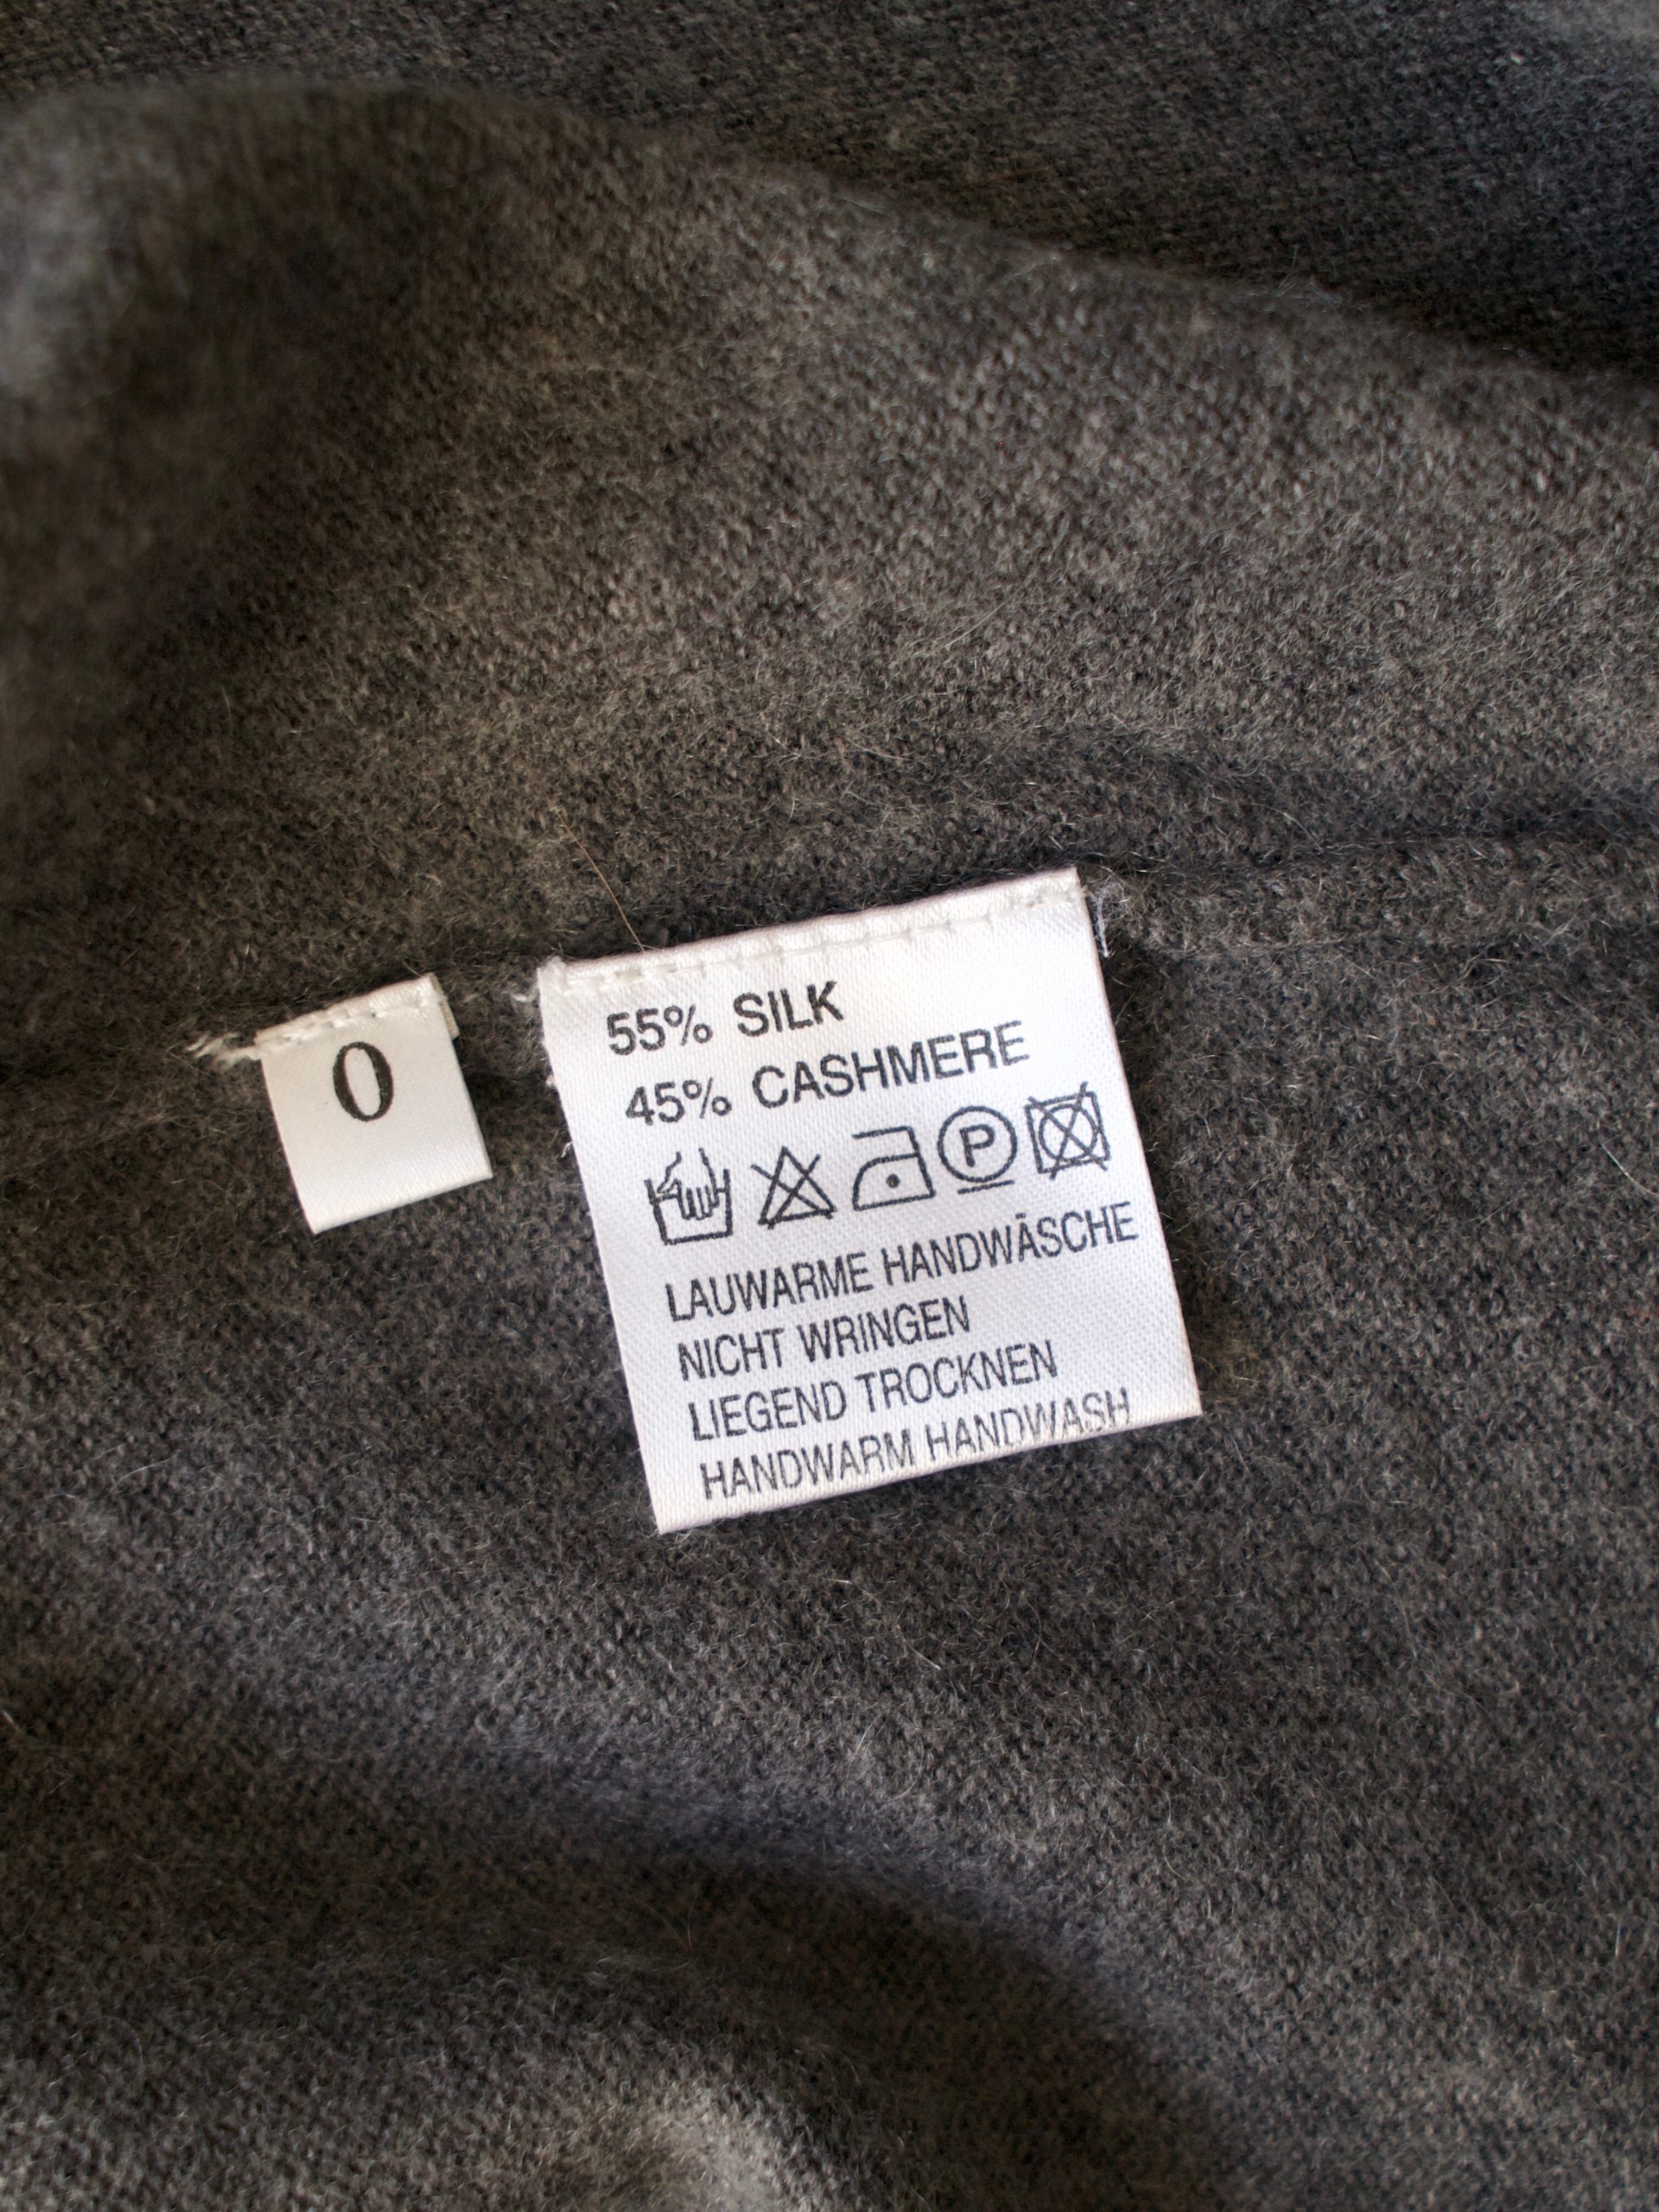 0
55% SILK
45% CASHMERE
P
LAUWARME HANDWÄSCHE
NICHT WRINGEN
LIEGEND TROCKNEN
HANDWARM HANDWASH